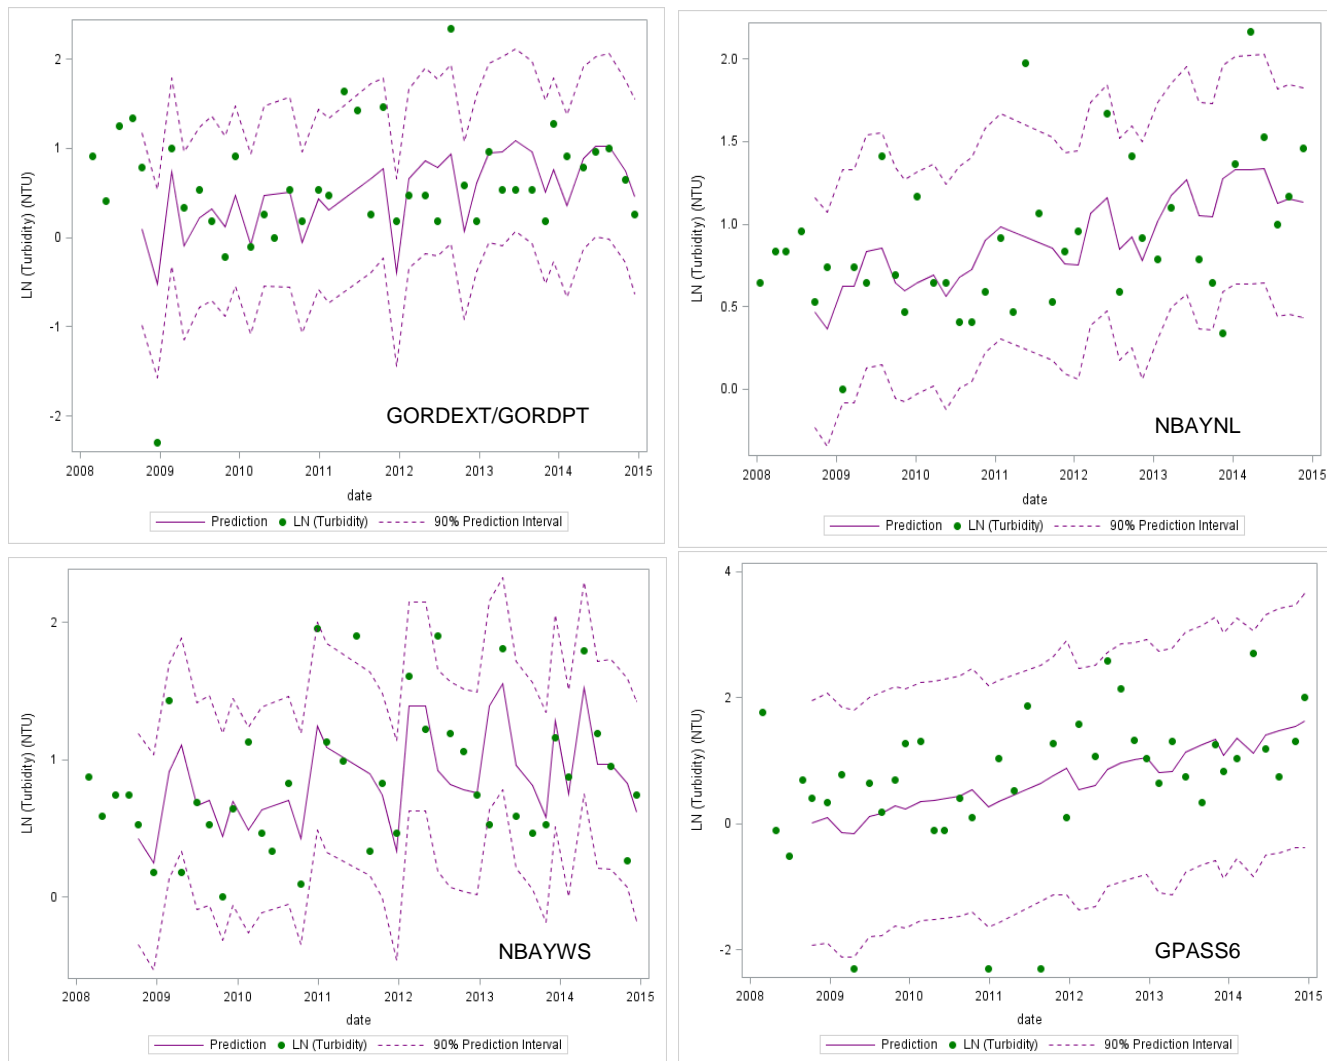 2
1
0
-1
-2
LN (Turbidity) (NTU)
GORDEXT/GORDPT
2008 2009 2010 2011 2012 2013 2014 2015
date
Prediction LN (Turbidity) 90% Prediction Interval
2.0
1.5
1.0
0.5
0.0
LN (Turbidity) (NTU)
NBAYNL
2008 2009 2010 2011 2012 2013 2014 2015
date
Prediction LN (Turbidity) 90% Prediction Interval
2
1
0
LN (Turbidity) (NTU)
NBAYWS
2008 2009 2010 2011 2012 2013 2014 2015
date
Prediction LN (Turbidity) 90% Prediction Interval
4
2
0
-2
LN (Turbidity) (NTU)
GPASS6
2008 2009 2010 2011 2012 2013 2014 2015
date
Prediction LN (Turbidity) 90% Prediction Interval